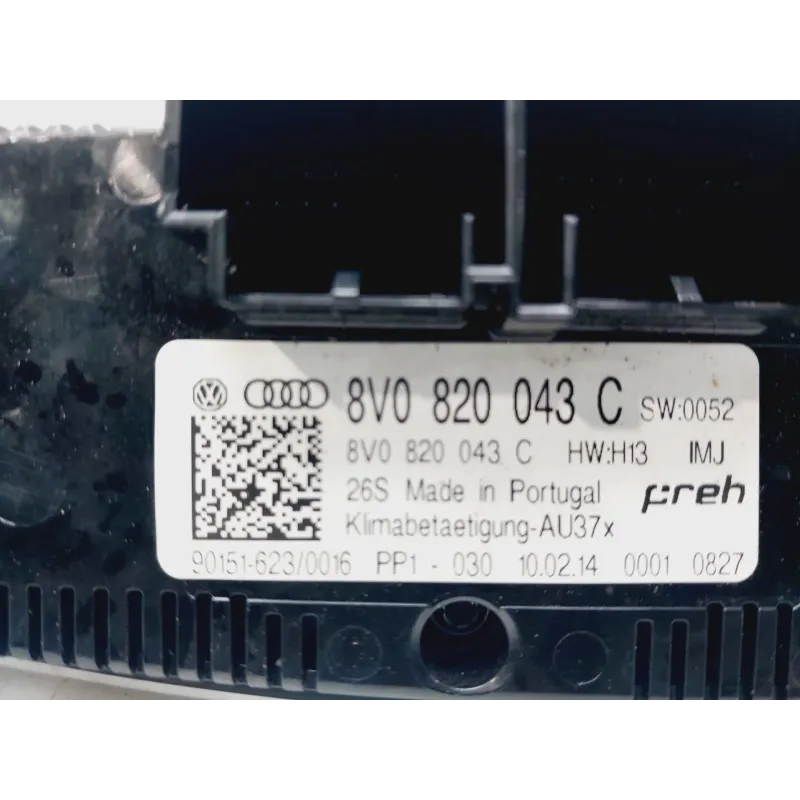 8V0 820 043 C SW:0052
8V0 820 043 C HW:H13 IMJ
26S Made in Portugal preh
Klimabetaetigung-AU37x
90151-623/0016 PP1 - 030 10.02.14 0001 0827